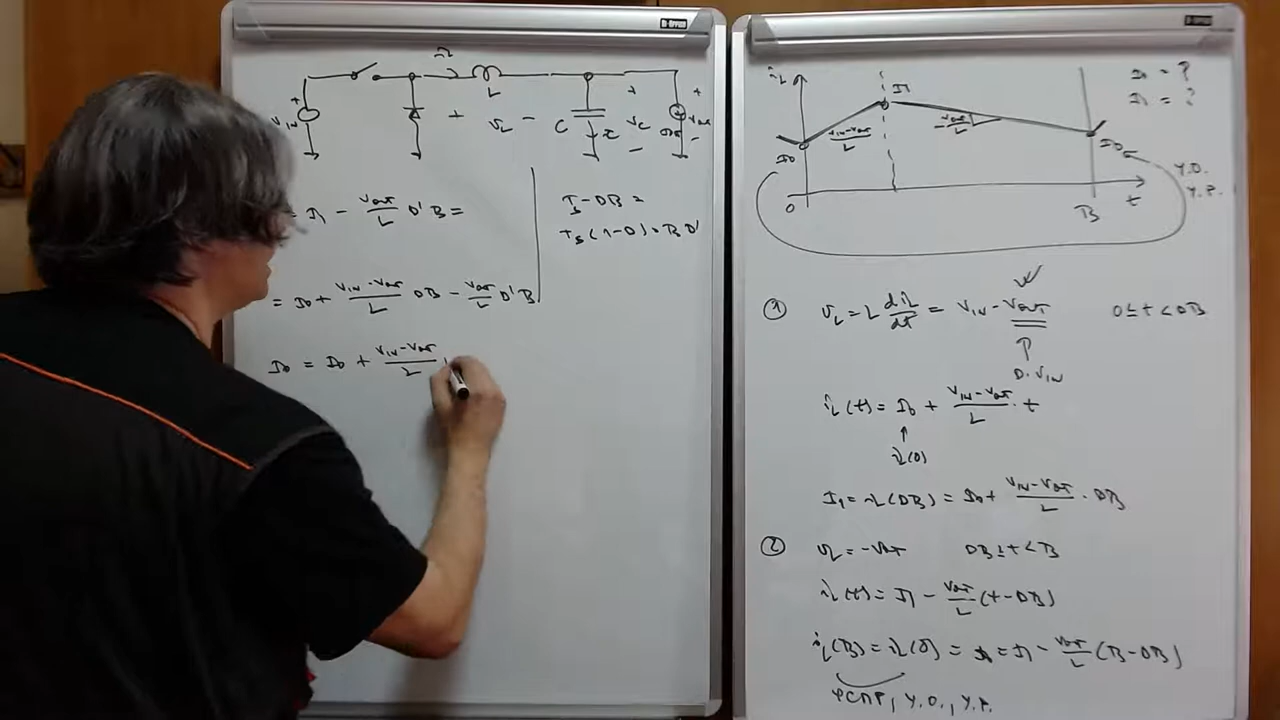 iL
L
VIN
+
+ VL -
C
+
VC
-
+
VOUT
-
= I1 - VOUT/L D' TS =
TS - DTS =
TS (1-D) = TS D'
= I0 + (VIN - VOUT)/L DTS - VOUT/L D'TS
I0 = I0 + (VIN - VOUT)/L
iL
I1
I0 = ?
I1 = ?
(VIN - VOUT)/L
-VOUT/L
I0
I0
У.О.
У.Р.
0
TS
t
① VL = L diL/dt = VIN - VOUT 0 ≤ t < DTS
D · VIN
iL(t) = I0 + (VIN - VOUT)/L · t
iL(0)
I1 = iL(DTS) = I0 + (VIN - VOUT)/L · DTS
② VL = -VOUT DTS ≤ t < TS
iL(t) = I1 - VOUT/L (t - DTS)
iL(TS) = iL(0) = I0 = I1 - VOUT/L (TS - DTS)
У.О., У.Р.